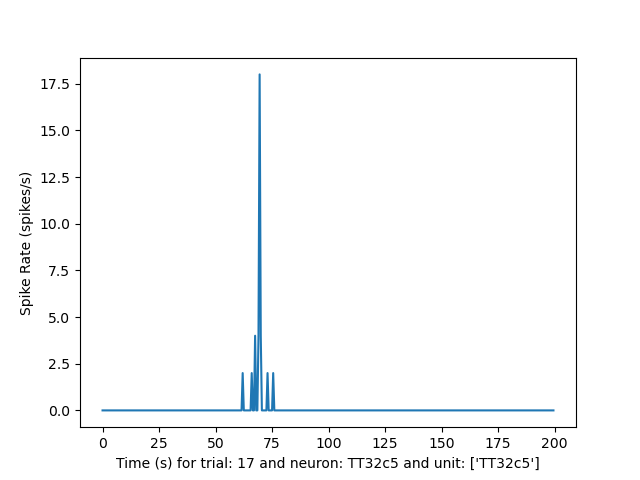 17.5
15.0
12.5
10.0
7.5
5.0
2.5
0.0
Spike Rate (spikes/s)
0 25 50 75 100 125 150 175 200
Time (s) for trial: 17 and neuron: TT32c5 and unit: ['TT32c5']